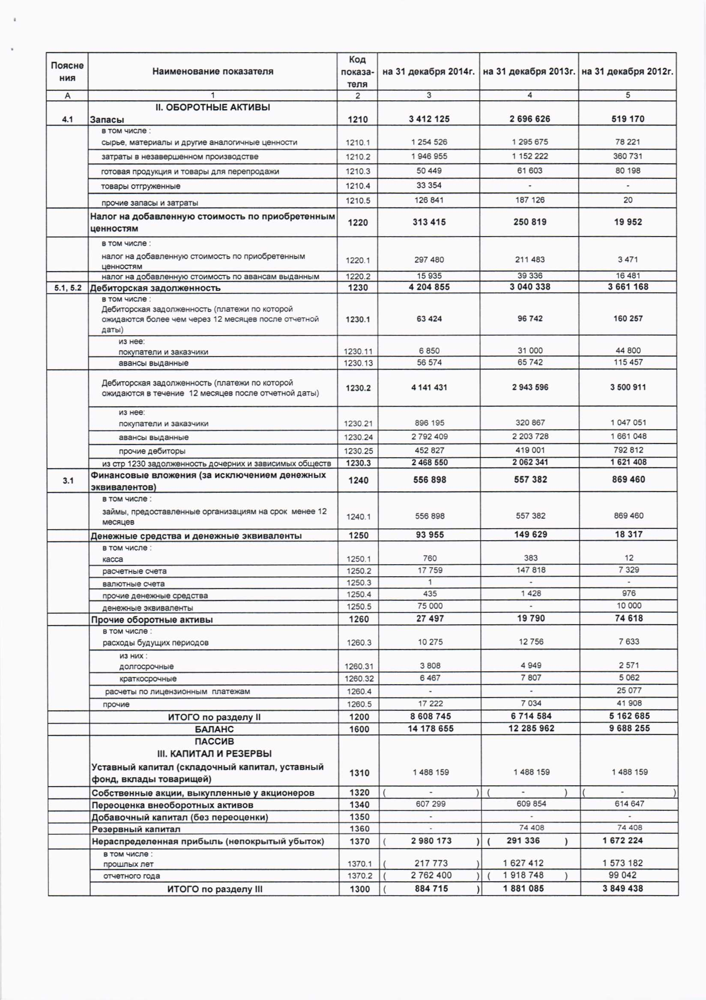 Поясне
ния
Наименование показателя
Код
показа-
теля
на 31 декабря 2014г.
на 31 декабря 2013г.
на 31 декабря 2012г.
А 1 2 3 4 5
II. ОБОРОТНЫЕ АКТИВЫ
4.1 Запасы 1210 3 412 125 2 696 626 519 170
в том числе :
сырье, материалы и другие аналогичные ценности 1210.1 1 254 526 1 295 675 78 221
затраты в незавершенном производстве 1210.2 1 946 955 1 152 222 360 731
готовая продукция и товары для перепродажи 1210.3 50 449 61 603 80 198
товары отгруженные 1210.4 33 354 - -
прочие запасы и затраты 1210.5 126 841 187 126 20
Налог на добавленную стоимость по приобретенным
ценностям 1220 313 415 250 819 19 952
в том числе :
налог на добавленную стоимость по приобретенным
ценностям 1220.1 297 480 211 483 3 471
налог на добавленную стоимость по авансам выданным 1220.2 15 935 39 336 16 481
5.1, 5.2 Дебиторская задолженность 1230 4 204 855 3 040 338 3 661 168
в том числе :
Дебиторская задолженность (платежи по которой
ожидаются более чем через 12 месяцев после отчетной 1230.1 63 424 96 742 160 257
даты)
из нее:
покупатели и заказчики 1230.11 6 850 31 000 44 800
авансы выданные 1230.13 56 574 65 742 115 457
Дебиторская задолженность (платежи по которой
ожидаются в течение 12 месяцев после отчетной даты) 1230.2 4 141 431 2 943 596 3 500 911
из нее:
покупатели и заказчики 1230.21 896 195 320 867 1 047 051
авансы выданные 1230.24 2 792 409 2 203 728 1 661 048
прочие дебиторы 1230.25 452 827 419 001 792 812
из стр 1230 задолженность дочерних и зависимых обществ 1230.3 2 468 550 2 062 341 1 621 408
3.1 Финансовые вложения (за исключением денежных
эквивалентов) 1240 556 898 557 382 869 460
в том числе :
займы, предоставленные организациям на срок менее 12
месяцев 1240.1 556 898 557 382 869 460
Денежные средства и денежные эквиваленты 1250 93 955 149 629 18 317
в том числе :
касса 1250.1 760 383 12
расчетные счета 1250.2 17 759 147 818 7 329
валютные счета 1250.3 1 - -
прочие денежные средства 1250.4 435 1 428 976
денежные эквиваленты 1250.5 75 000 - 10 000
Прочие оборотные активы 1260 27 497 19 790 74 618
в том числе :
расходы будущих периодов 1260.3 10 275 12 756 7 633
из них :
долгосрочные 1260.31 3 808 4 949 2 571
краткосрочные 1260.32 6 467 7 807 5 062
расчеты по лицензионным платежам 1260.4 - - 25 077
прочие 1260.5 17 222 7 034 41 908
ИТОГО по разделу II 1200 8 608 745 6 714 584 5 162 685
БАЛАНС 1600 14 178 655 12 285 962 9 688 255
ПАССИВ
III. КАПИТАЛ И РЕЗЕРВЫ
Уставный капитал (складочный капитал, уставный
фонд, вклады товарищей) 1310 1 488 159 1 488 159 1 488 159
Собственные акции, выкупленные у акционеров 1320 ( - ) ( - ) ( - )
Переоценка внеоборотных активов 1340 607 299 609 854 614 647
Добавочный капитал (без переоценки) 1350 - - -
Резервный капитал 1360 - 74 408 74 408
Нераспределенная прибыль (непокрытый убыток) 1370 ( 2 980 173 ) ( 291 336 ) 1 672 224
в том числе :
прошлых лет 1370.1 ( 217 773 ) 1 627 412 1 573 182
отчетного года 1370.2 ( 2 762 400 ) ( 1 918 748 ) 99 042
ИТОГО по разделу III 1300 ( 884 715 ) 1 881 085 3 849 438